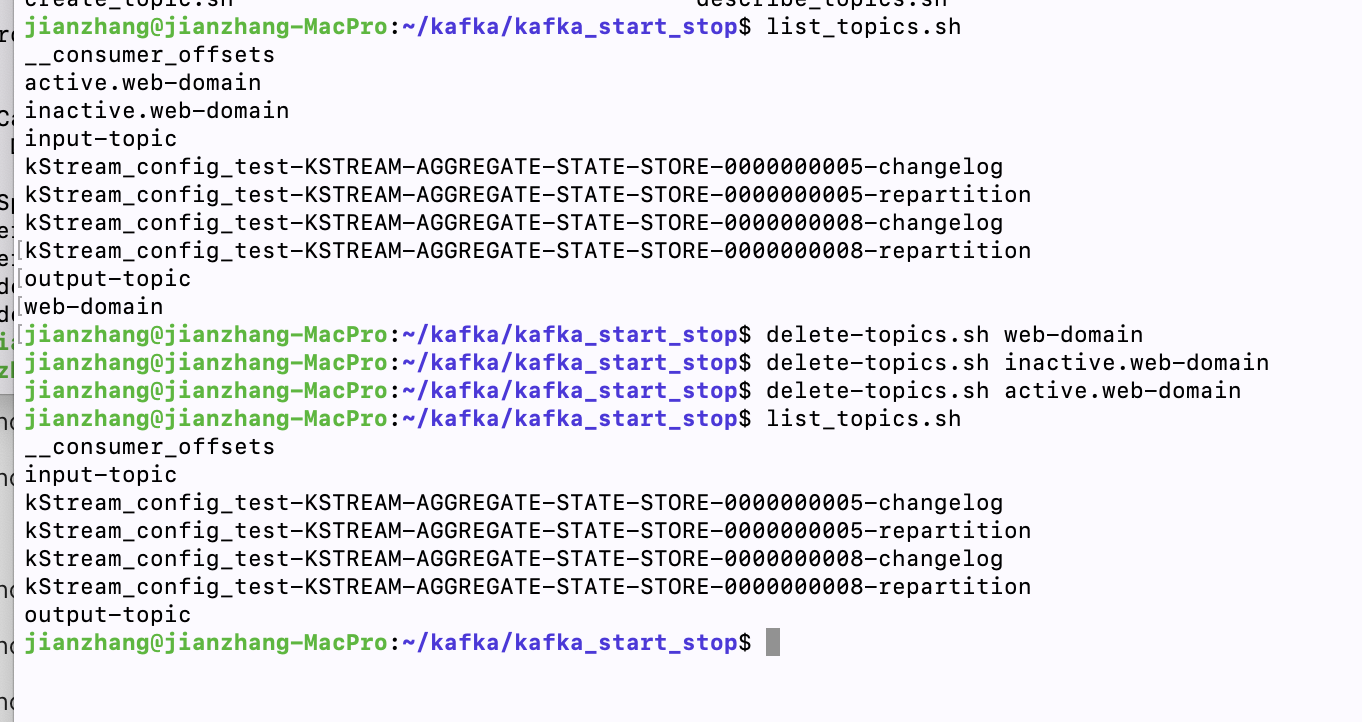 create_topic.sh describe_topics.sh
jianzhang@jianzhang-MacPro:~/kafka/kafka_start_stop$ list_topics.sh
__consumer_offsets
active.web-domain
inactive.web-domain
input-topic
kStream_config_test-KSTREAM-AGGREGATE-STATE-STORE-0000000005-changelog
kStream_config_test-KSTREAM-AGGREGATE-STATE-STORE-0000000005-repartition
kStream_config_test-KSTREAM-AGGREGATE-STATE-STORE-0000000008-changelog
[kStream_config_test-KSTREAM-AGGREGATE-STATE-STORE-0000000008-repartition
[output-topic
[web-domain
[jianzhang@jianzhang-MacPro:~/kafka/kafka_start_stop$ delete-topics.sh web-domain
jianzhang@jianzhang-MacPro:~/kafka/kafka_start_stop$ delete-topics.sh inactive.web-domain
jianzhang@jianzhang-MacPro:~/kafka/kafka_start_stop$ delete-topics.sh active.web-domain
jianzhang@jianzhang-MacPro:~/kafka/kafka_start_stop$ list_topics.sh
__consumer_offsets
input-topic
kStream_config_test-KSTREAM-AGGREGATE-STATE-STORE-0000000005-changelog
kStream_config_test-KSTREAM-AGGREGATE-STATE-STORE-0000000005-repartition
kStream_config_test-KSTREAM-AGGREGATE-STATE-STORE-0000000008-changelog
kStream_config_test-KSTREAM-AGGREGATE-STATE-STORE-0000000008-repartition
output-topic
jianzhang@jianzhang-MacPro:~/kafka/kafka_start_stop$